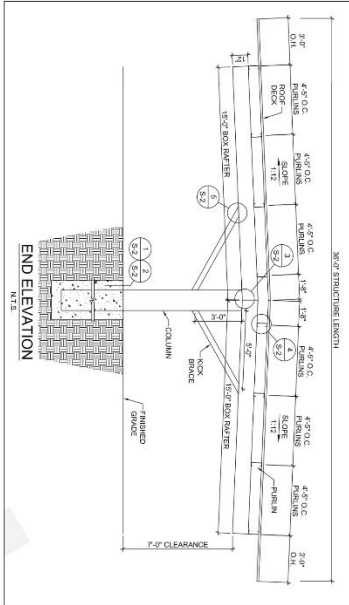 36'-0" STRUCTURE LENGTH
3'-0"
O.H.
4'-5" O.C.
PURLINS
4'-5" O.C.
PURLINS
4'-5" O.C.
PURLINS
1'-8"
1'-8"
4'-5" O.C.
PURLINS
4'-5" O.C.
PURLINS
4'-5" O.C.
PURLINS
3'-0"
O.H.
ROOF
DECK
SLOPE
1:12
SLOPE
1:12
PURLIN
12"
15'-0" BOX RAFTER
15'-0" BOX RAFTER
5
S-2
3
S-2
4
S-2
5'-0"
3'-0"
KICK
BRACE
COLUMN
7'-0" CLEARANCE
FINISHED
GRADE
1
S-2
2
S-2
END ELEVATION
N.T.S.